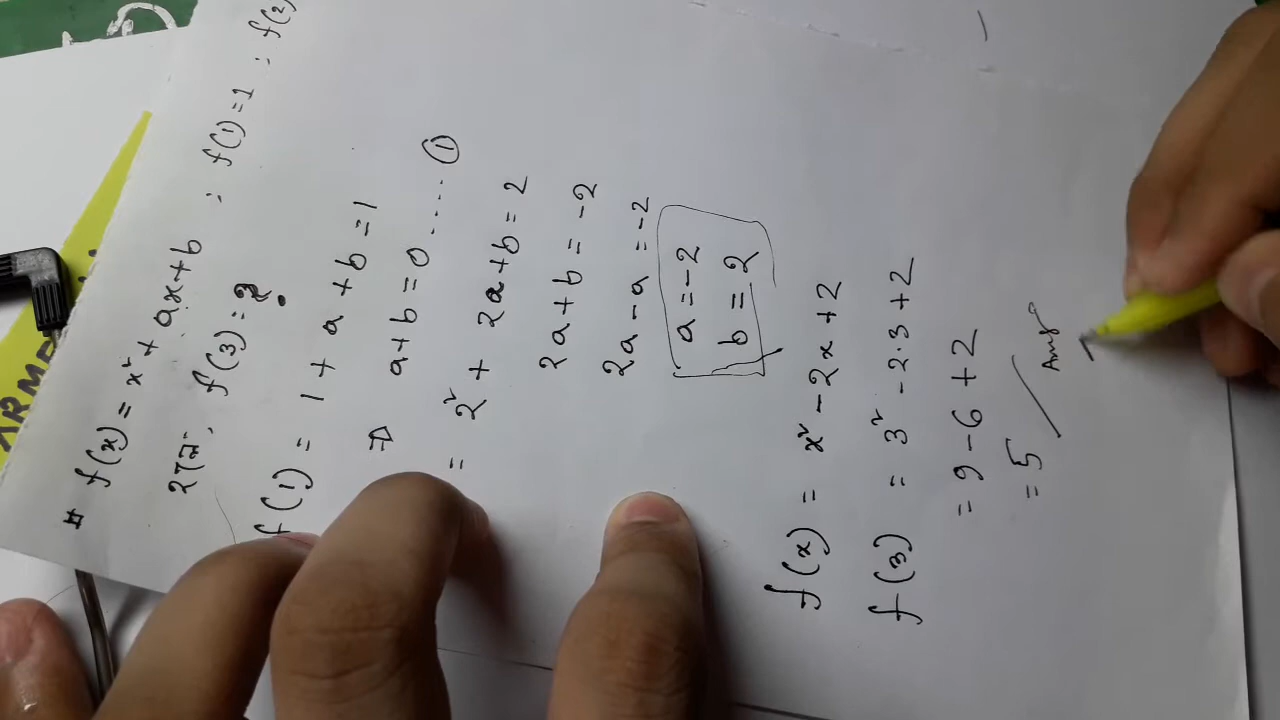 # f(x) = x² + ax + b : f(1) = 1 : f(2)
হলে, f(3) = ?
f(1) = 1 + a + b = 1
⇒ a + b = 0 ..... ①
= 2² + 2a + b = 2
2a + b = -2
2a - a = -2
a = -2
b = 2
f(x) = x² - 2x + 2
f(3) = 3² - 2.3 + 2
= 9 - 6 + 2
= 5 Ans